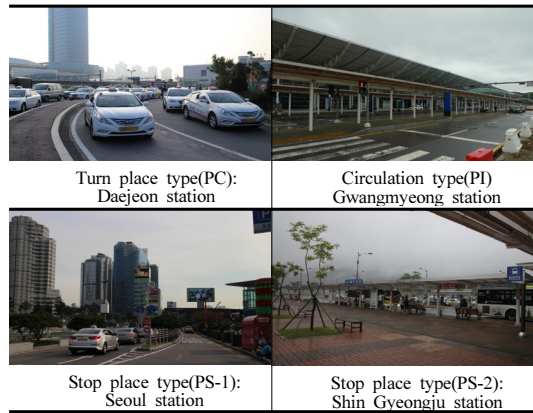 Turn place type(PC):
Daejeon station
Circulation type(PI)
Gwangmyeong station
Stop place type(PS-1):
Seoul station
Stop place type(PS-2):
Shin Gyeongju station